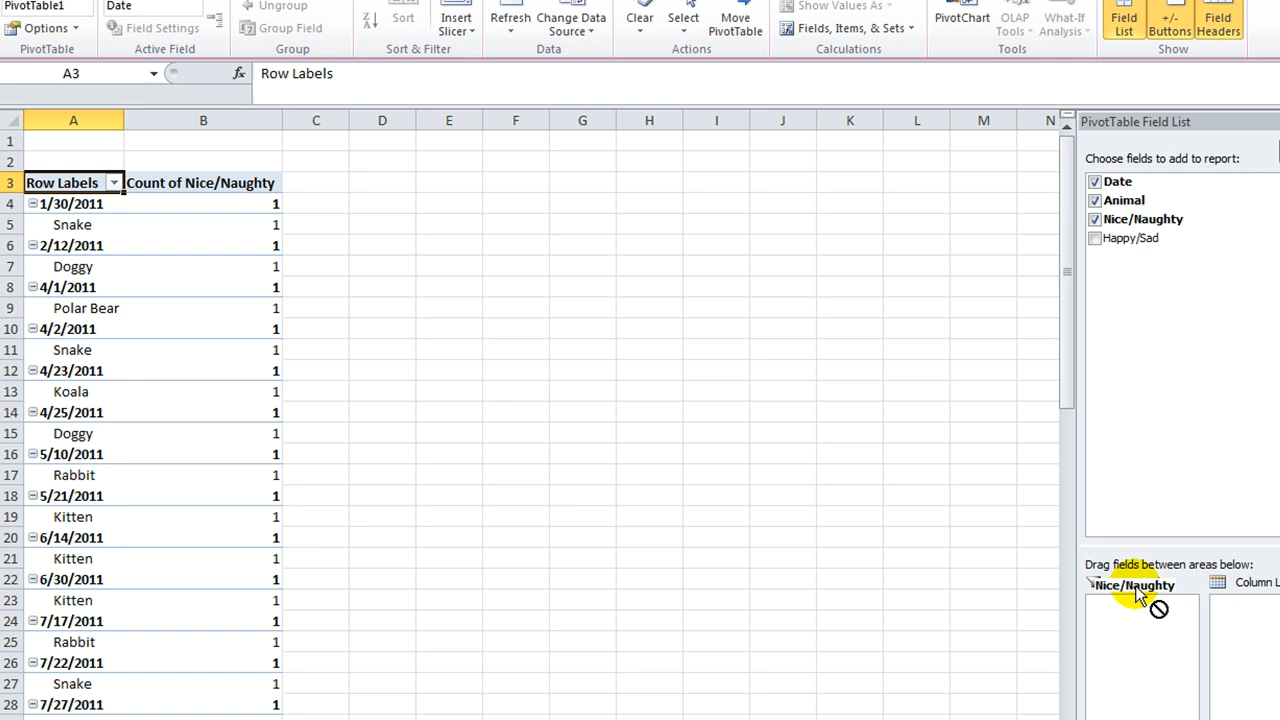 PivotTable1 Date Ungroup Show Values As
Options Field Settings Group Field Sort Insert Slicer Refresh Change Data Source Clear Select Move PivotTable Fields, Items, & Sets PivotChart OLAP Tools What-If Analysis Field List +/- Buttons Field Headers
PivotTable Active Field Group Sort & Filter Data Actions Calculations Tools Show
A3 fx Row Labels
A B C D E F G H I J K L M N PivotTable Field List
1
2 Choose fields to add to report:
3 Row Labels Count of Nice/Naughty Date
4 1/30/2011 1 Animal
5 Snake 1 Nice/Naughty
6 2/12/2011 1 Happy/Sad
7 Doggy 1
8 4/1/2011 1
9 Polar Bear 1
10 4/2/2011 1
11 Snake 1
12 4/23/2011 1
13 Koala 1
14 4/25/2011 1
15 Doggy 1
16 5/10/2011 1
17 Rabbit 1
18 5/21/2011 1
19 Kitten 1
20 6/14/2011 1
21 Kitten 1 Drag fields between areas below:
22 6/30/2011 1 Nice/Naughty Column L
23 Kitten 1
24 7/17/2011 1
25 Rabbit 1
26 7/22/2011 1
27 Snake 1
28 7/27/2011 1